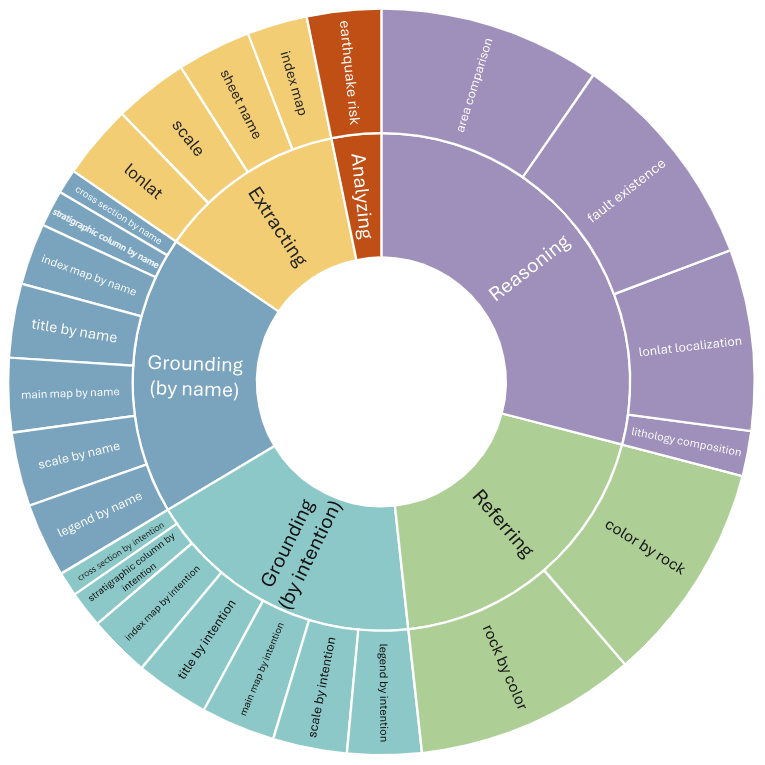 Reasoning
area comparison
fault existence
lonlat localization
lithology composition
Referring
color by rock
rock by color
Grounding
(by intention)
legend by intention
scale by intention
main map by intention
title by intention
index map by intention
stratigraphic column by
intention
cross section by intention
Grounding
(by name)
legend by name
scale by name
main map by name
title by name
index map by name
stratigraphic column by name
cross section by name
Extracting
lonlat
scale
sheet name
index map
Analyzing
earthquake risk